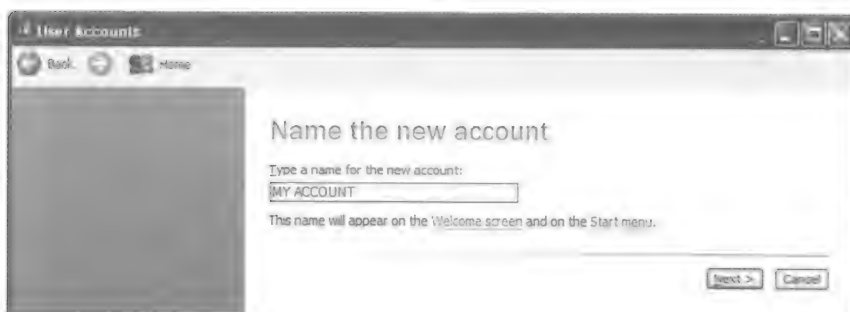 User Accounts
Back Home
Name the new account
Type a name for the new account:
MY ACCOUNT
This name will appear on the Welcome screen and on the Start menu.
Next > Cancel